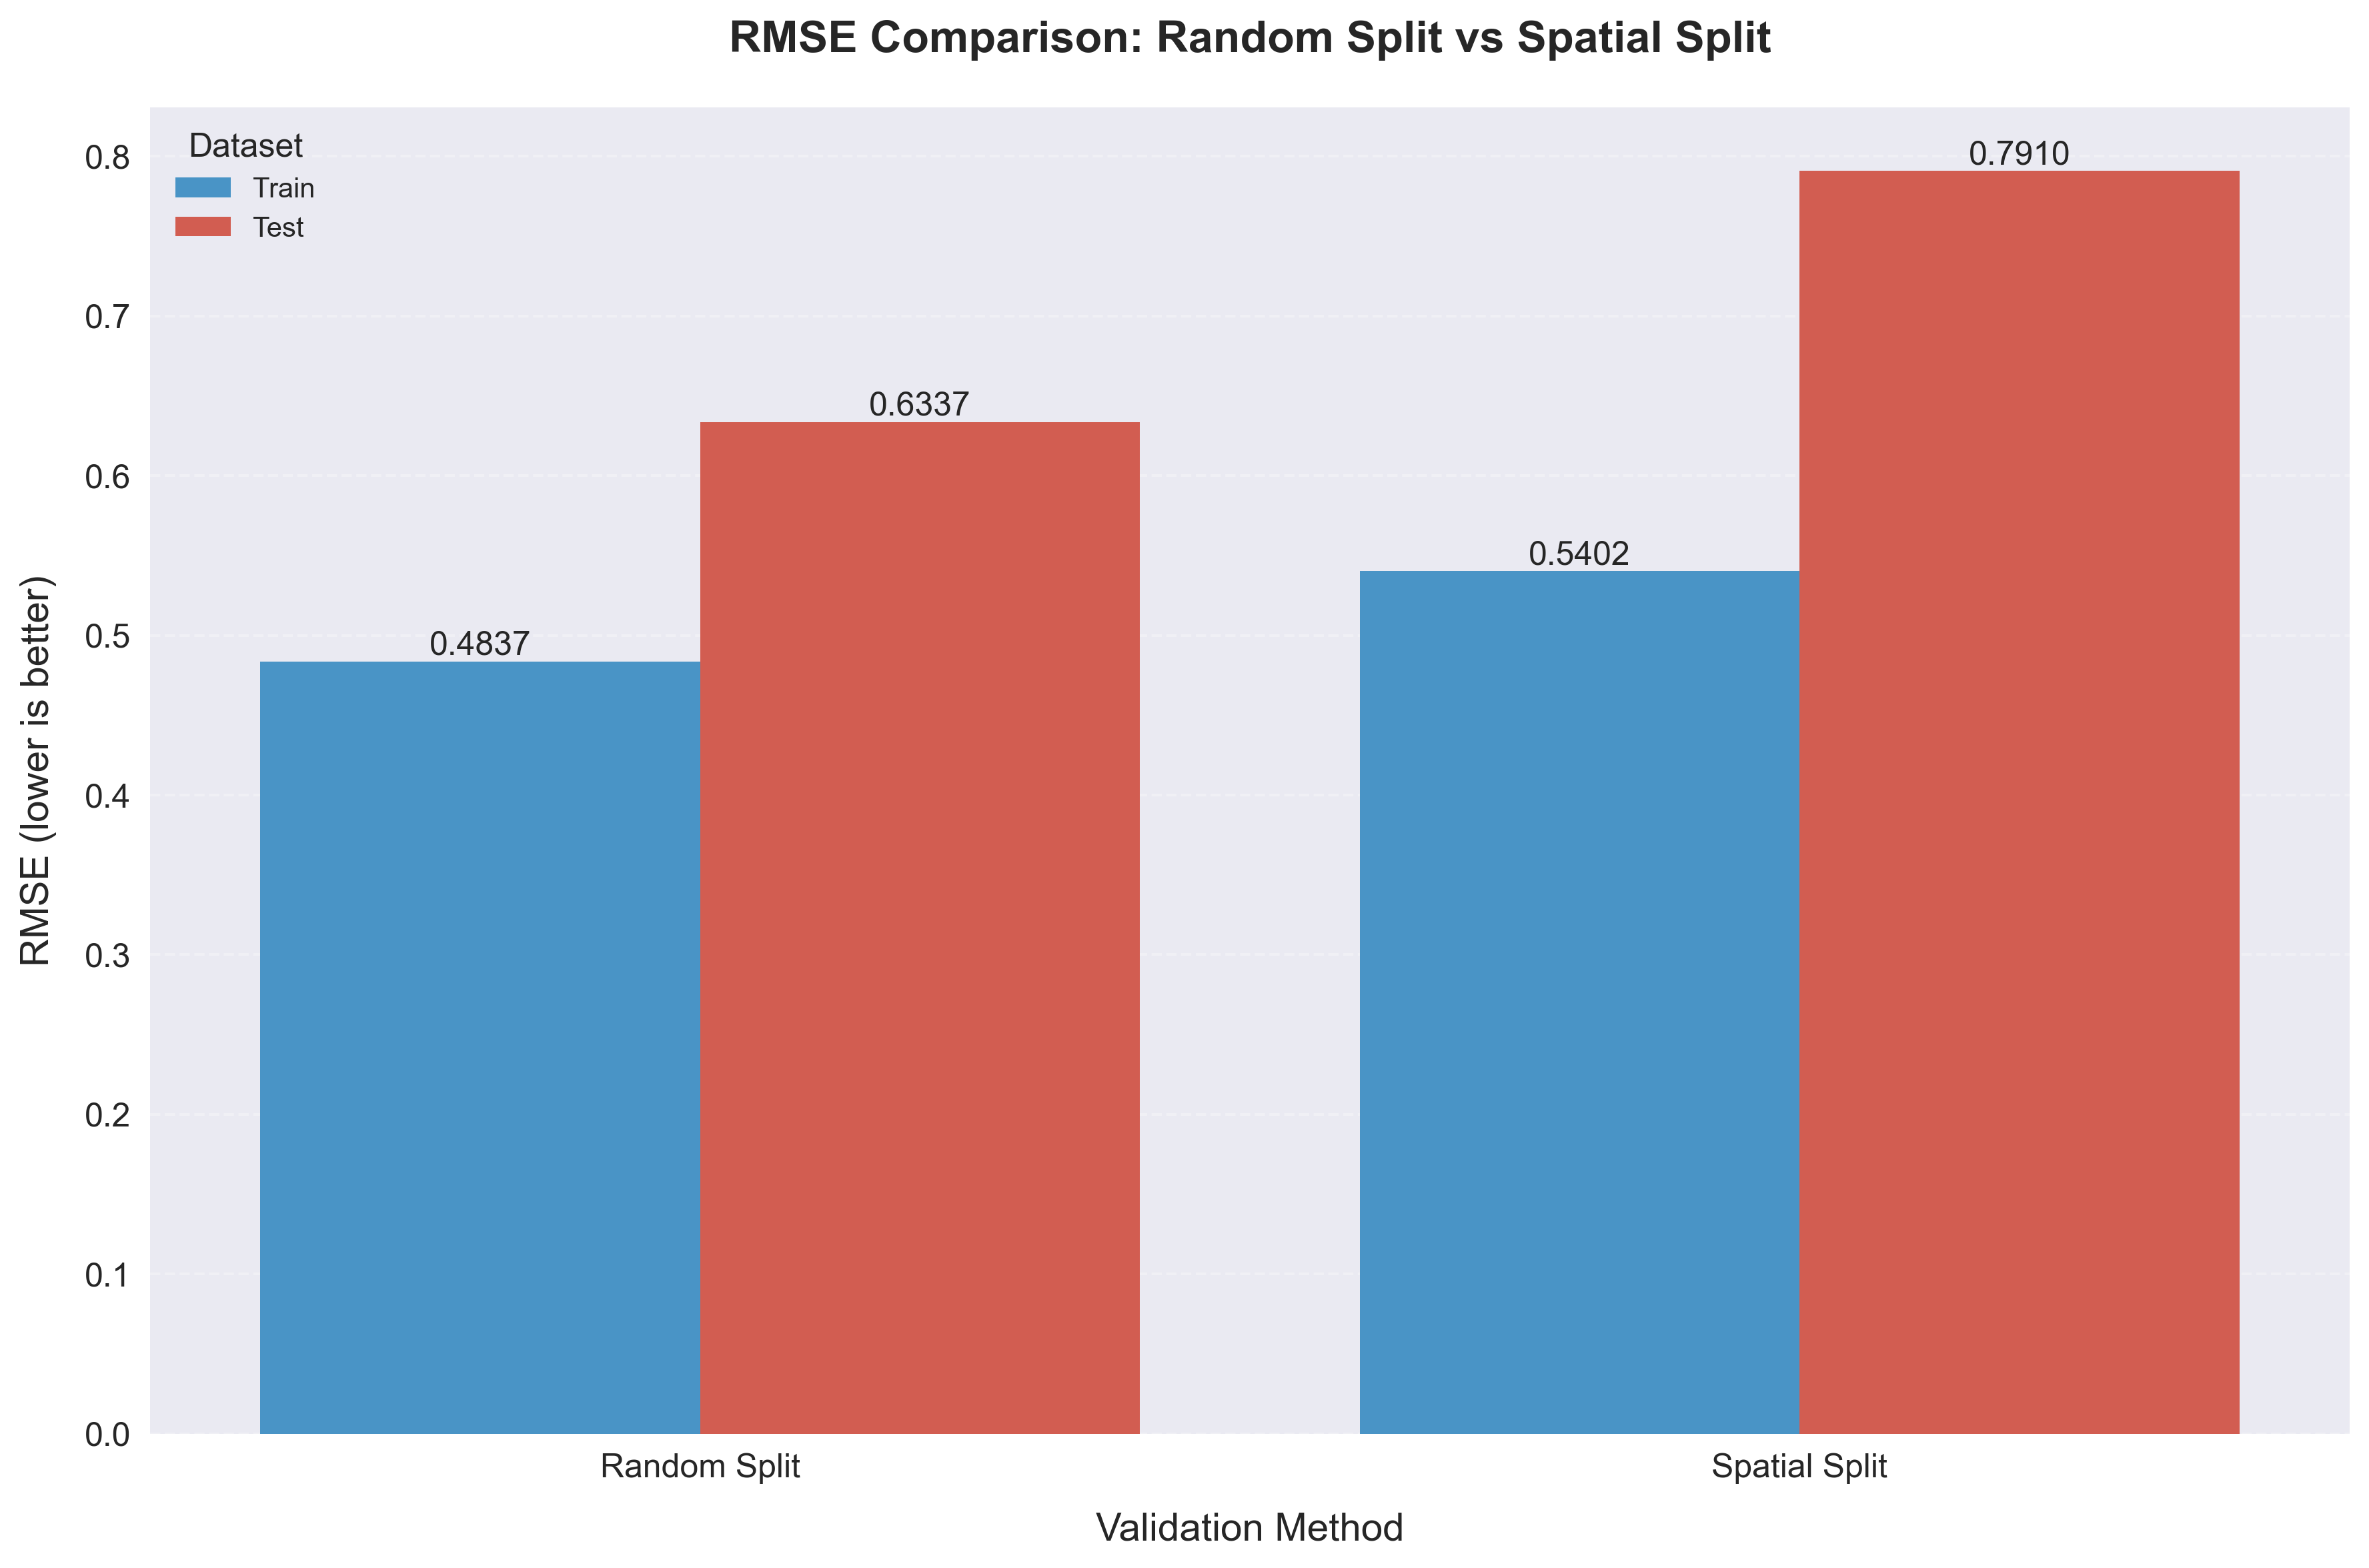 RMSE Comparison: Random Split vs Spatial Split
Dataset
Train
Test
RMSE (lower is better)
0.8
0.7
0.6
0.5
0.4
0.3
0.2
0.1
0.0
0.4837
0.6337
0.5402
0.7910
Random Split
Spatial Split
Validation Method